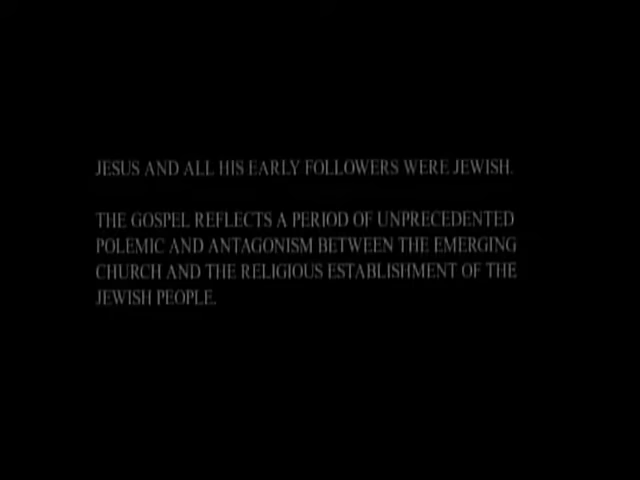 JESUS AND ALL HIS EARLY FOLLOWERS WERE JEWISH.
THE GOSPEL REFLECTS A PERIOD OF UNPRECEDENTED
POLEMIC AND ANTAGONISM BETWEEN THE EMERGING
CHURCH AND THE RELIGIOUS ESTABLISHMENT OF THE
JEWISH PEOPLE.